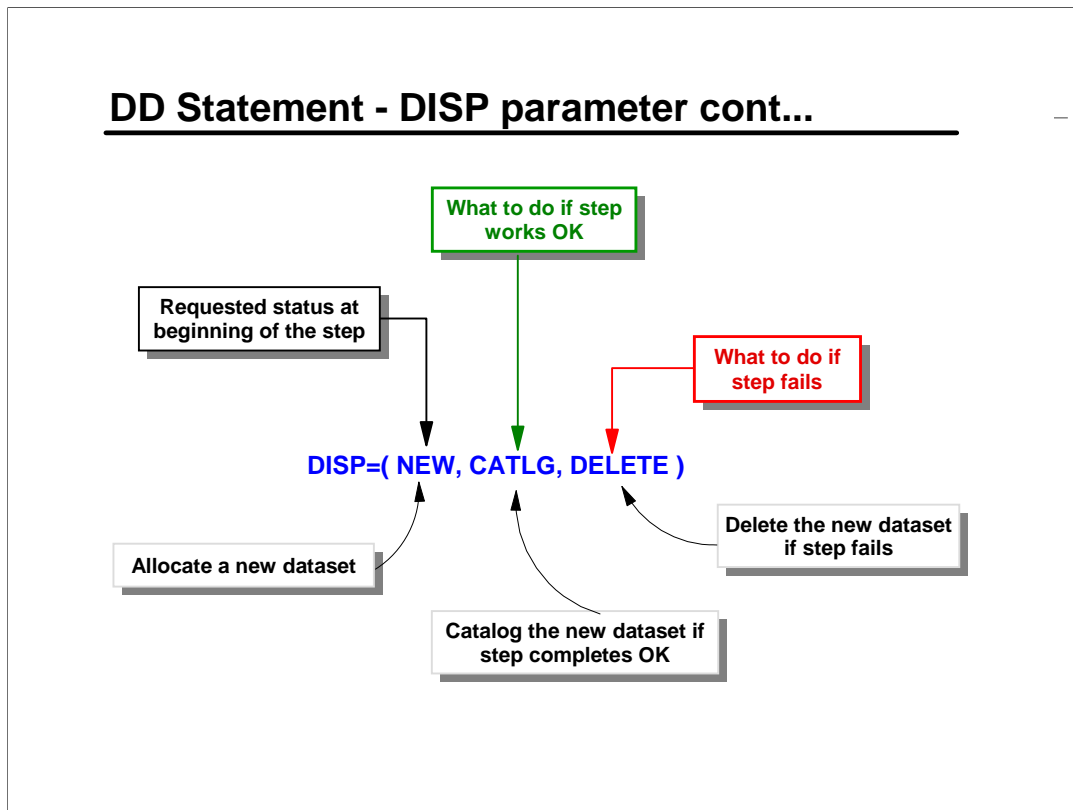 DD Statement - DISP parameter cont...
What to do if step
works OK
Requested status at
beginning of the step
What to do if
step fails
DISP=( NEW, CATLG, DELETE )
Allocate a new dataset
Delete the new dataset
if step fails
Catalog the new dataset if
step completes OK